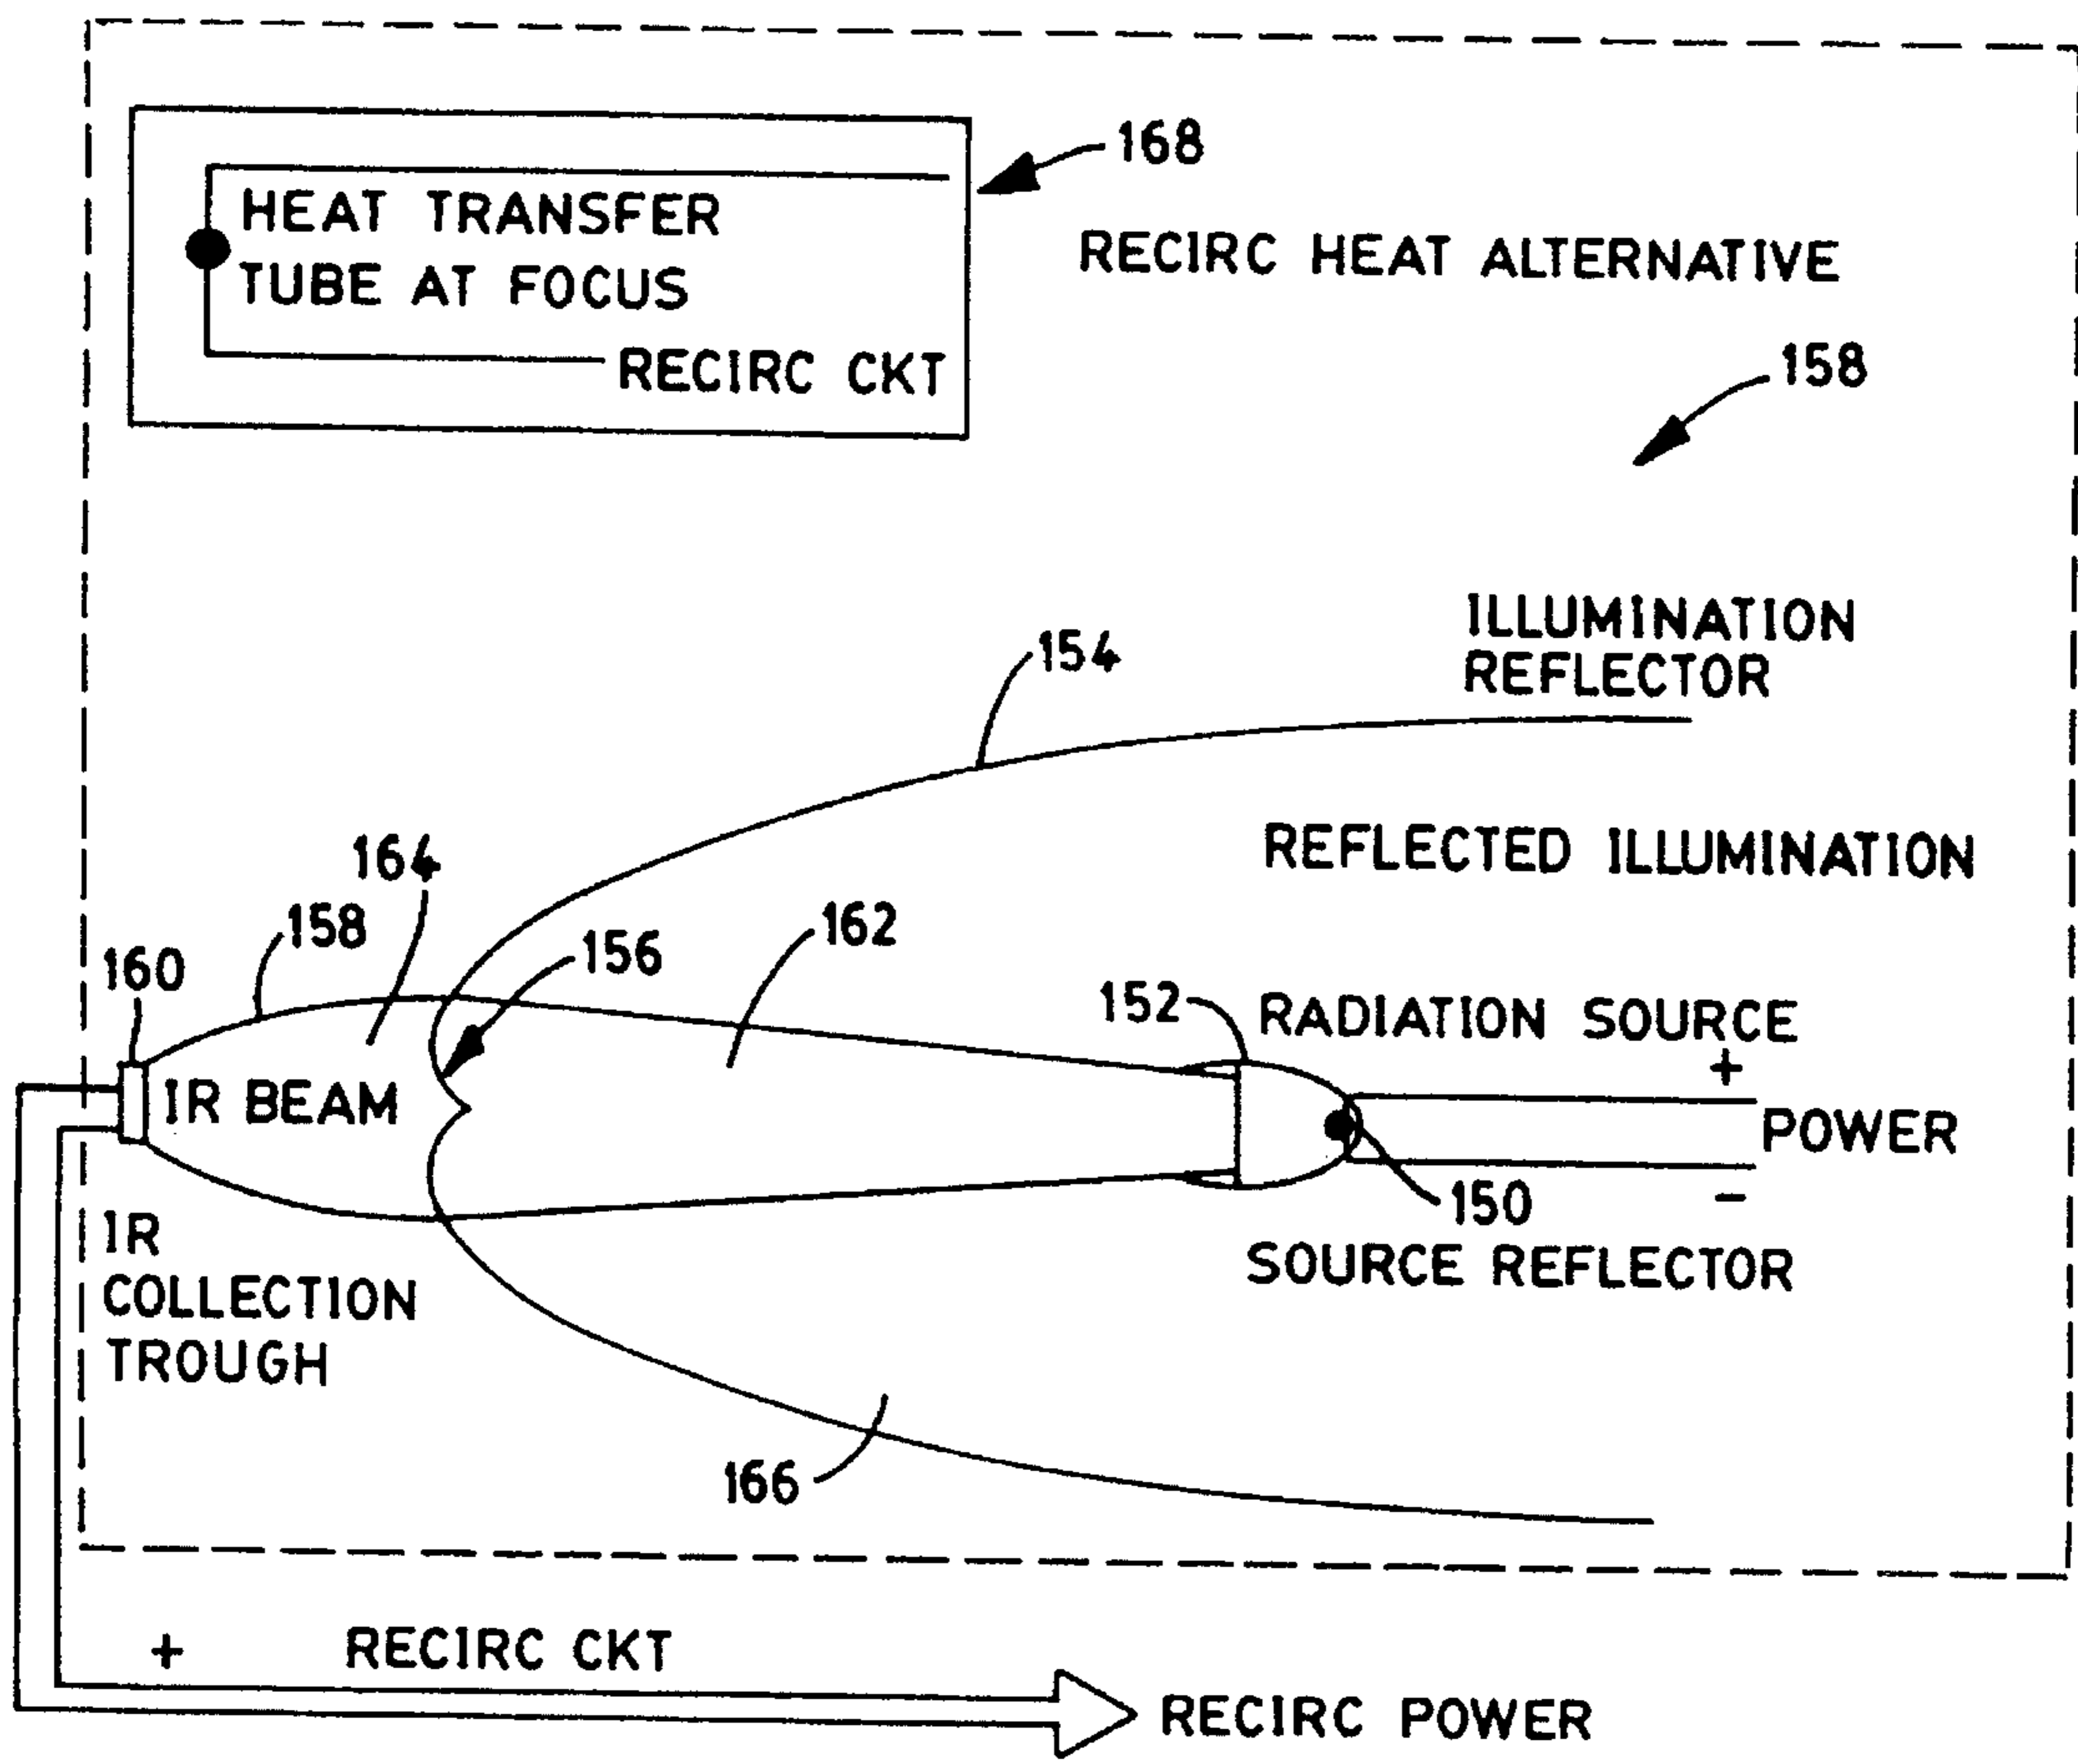 168
HEAT TRANSFER
TUBE AT FOCUS
RECIRC CKT
RECIRC HEAT ALTERNATIVE
158
ILLUMINATION
REFLECTOR
154
REFLECTED ILLUMINATION
164
158
160
156
162
152
RADIATION SOURCE
+
IR BEAM
POWER
-
150
SOURCE REFLECTOR
IR
COLLECTION
TROUGH
166
+ RECIRC CKT
RECIRC POWER